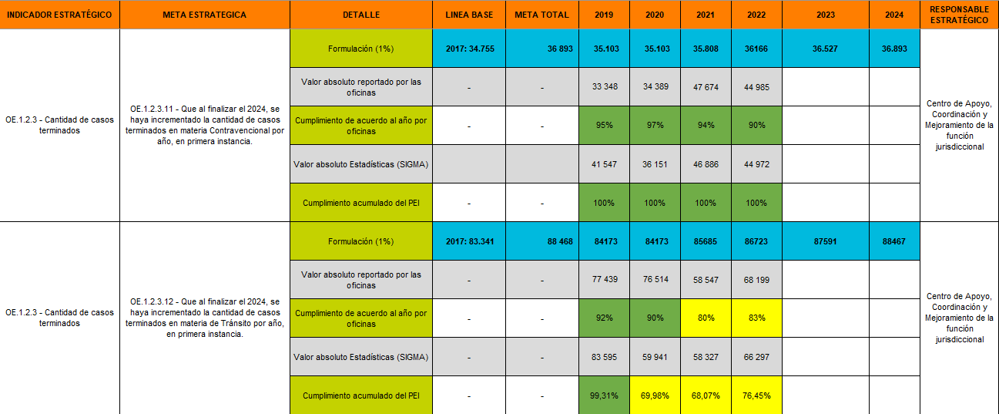 INDICADOR ESTRATÉGICO META ESTRATEGICA DETALLE LINEA BASE META TOTAL 2019 2020 2021 2022 2023 2024 RESPONSABLE ESTRATÉGICO
OE.1.2.3 - Cantidad de casos
terminados
OE.1.2.3.11 - Que al finalizar el 2024, se
haya incrementado la cantidad de casos
terminados en materia Contravencional por
año, en primera instancia.
Formulación (1%) 2017: 34.755 36 893 35.103 35.103 35.808 36166 36.527 36.893
Valor absoluto reportado por las
oficinas - - 33 348 34 389 47 674 44 985
Cumplimiento de acuerdo al año por
oficinas - - 95% 97% 94% 90%
Valor absoluto Estadísticas (SIGMA) 41 547 36 151 46 886 44 972
Cumplimiento acumulado del PEI - - 100% 100% 100% 100%
Centro de Apoyo,
Coordinación y
Mejoramiento de la
función
jurisdiccional
OE.1.2.3 - Cantidad de casos
terminados
OE.1.2.3.12 - Que al finalizar el 2024, se
haya incrementado la cantidad de casos
terminados en materia de Tránsito por año,
en primera instancia.
Formulación (1%) 2017: 83.341 88 468 84173 84173 85685 86723 87591 88467
Valor absoluto reportado por las
oficinas - - 77 439 76 514 58 547 68 199
Cumplimiento de acuerdo al año por
oficinas - - 92% 90% 80% 83%
Valor absoluto Estadísticas (SIGMA) - - 83 595 59 941 58 327 66 297
Cumplimiento acumulado del PEI - - 99,31% 69,98% 68,07% 76,45%
Centro de Apoyo,
Coordinación y
Mejoramiento de la
función
jurisdiccional